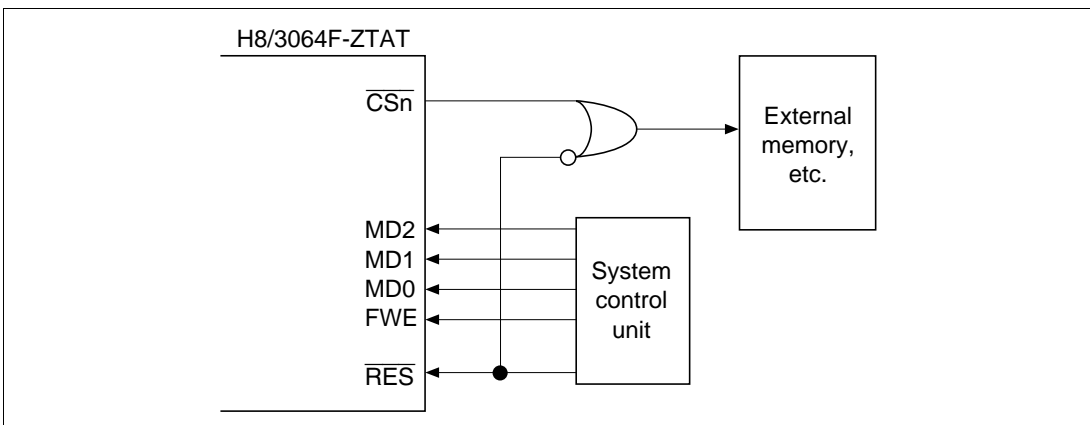 H8/3064F-ZTAT
CSn
External
memory,
etc.
MD2
MD1
MD0
FWE
RES
System
control
unit